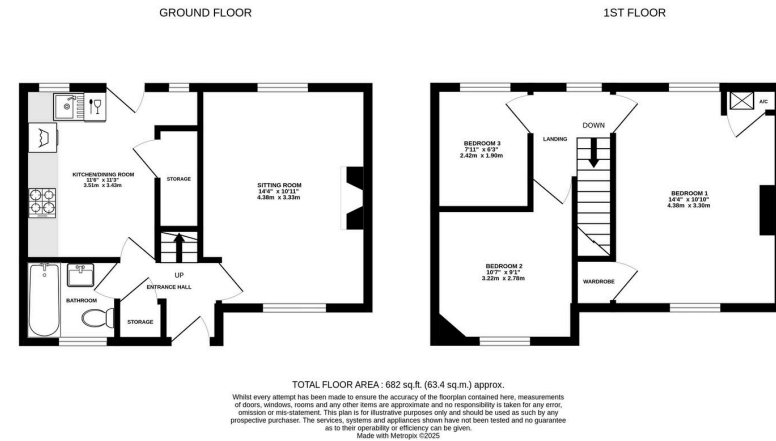 GROUND FLOOR
1ST FLOOR
KITCHEN/DINING ROOM
11'6" x 11'3"
3.51m x 3.43m
STORAGE
SITTING ROOM
14'4" x 10'11"
4.38m x 3.33m
UP
ENTRANCE HALL
BATHROOM
STORAGE
BEDROOM 3
7'11" x 6'3"
2.42m x 1.90m
LANDING
DOWN
A/C
BEDROOM 1
14'4" x 10'10"
4.38m x 3.30m
BEDROOM 2
10'7" x 9'1"
3.22m x 2.78m
WARDROBE
TOTAL FLOOR AREA : 682 sq.ft. (63.4 sq.m.) approx.
Whilst every attempt has been made to ensure the accuracy of the floorplan contained here, measurements
of doors, windows, rooms and any other items are approximate and no responsibility is taken for any error,
omission or mis-statement. This plan is for illustrative purposes only and should be used as such by any
prospective purchaser. The services, systems and appliances shown have not been tested and no guarantee
as to their operability or efficiency can be given.
Made with Metropix ©2025